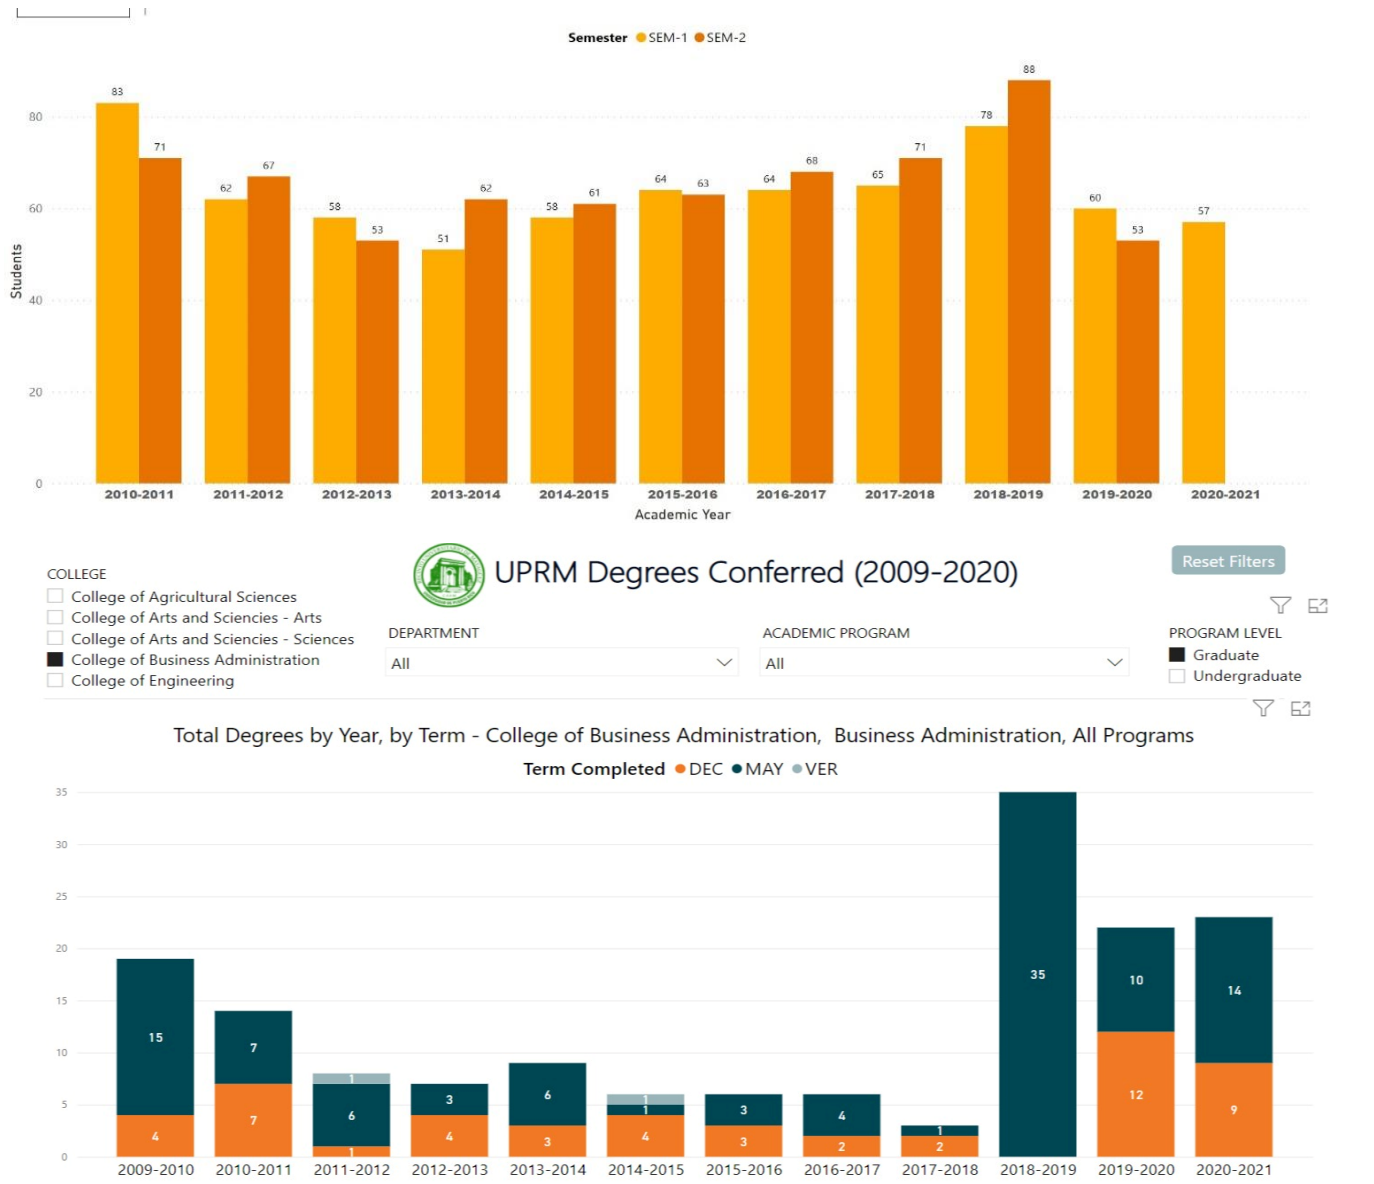 Semester SEM-1 SEM-2
88
83
80
78
71
71
68
67
65
64
64
63
62
62
61
60
60
58
58
57
53
53
51
40
20
0
Students
2010-2011 2011-2012 2012-2013 2013-2014 2014-2015 2015-2016 2016-2017 2017-2018 2018-2019 2019-2020 2020-2021
Academic Year
UPRM Degrees Conferred (2009-2020)
Reset Filters
COLLEGE
College of Agricultural Sciences
College of Arts and Sciencies - Arts
College of Arts and Sciencies - Sciences
College of Business Administration
College of Engineering
DEPARTMENT
All
ACADEMIC PROGRAM
All
PROGRAM LEVEL
Graduate
Undergraduate
Total Degrees by Year, by Term - College of Business Administration, Business Administration, All Programs
Term Completed DEC MAY VER
35
30
25
20
15
10
5
0
15
4
7
7
1
6
1
3
4
6
3
1
1
4
3
3
4
2
1
2
35
10
12
14
9
2009-2010 2010-2011 2011-2012 2012-2013 2013-2014 2014-2015 2015-2016 2016-2017 2017-2018 2018-2019 2019-2020 2020-2021